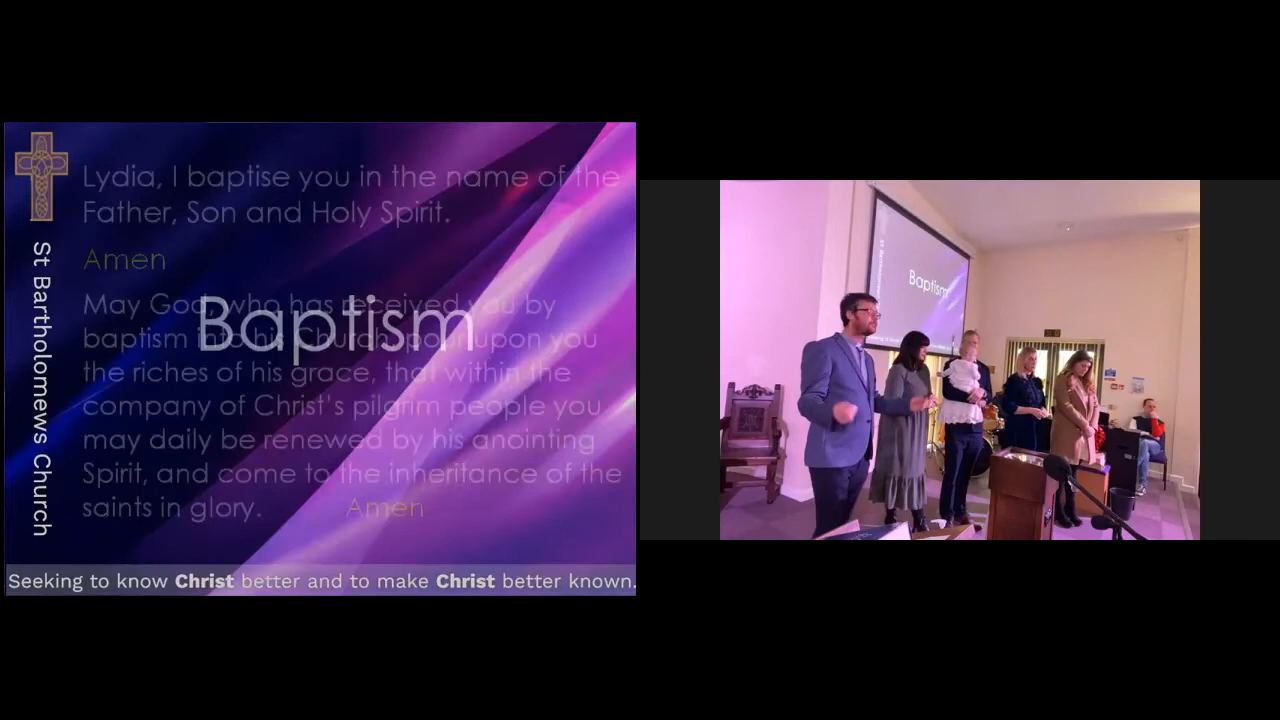 Lydia, I baptise you in the name of the
Father, Son and Holy Spirit.
Amen
May God who has received you by
Baptism
baptism into his church, pour upon you
the riches of his grace, that within the
company of Christ's pilgrim people you
may daily be renewed by his anointing
Spirit, and come to the inheritance of the
saints in glory. Amen
St Bartholomews Church
Seeking to know Christ better and to make Christ better known.
Baptism